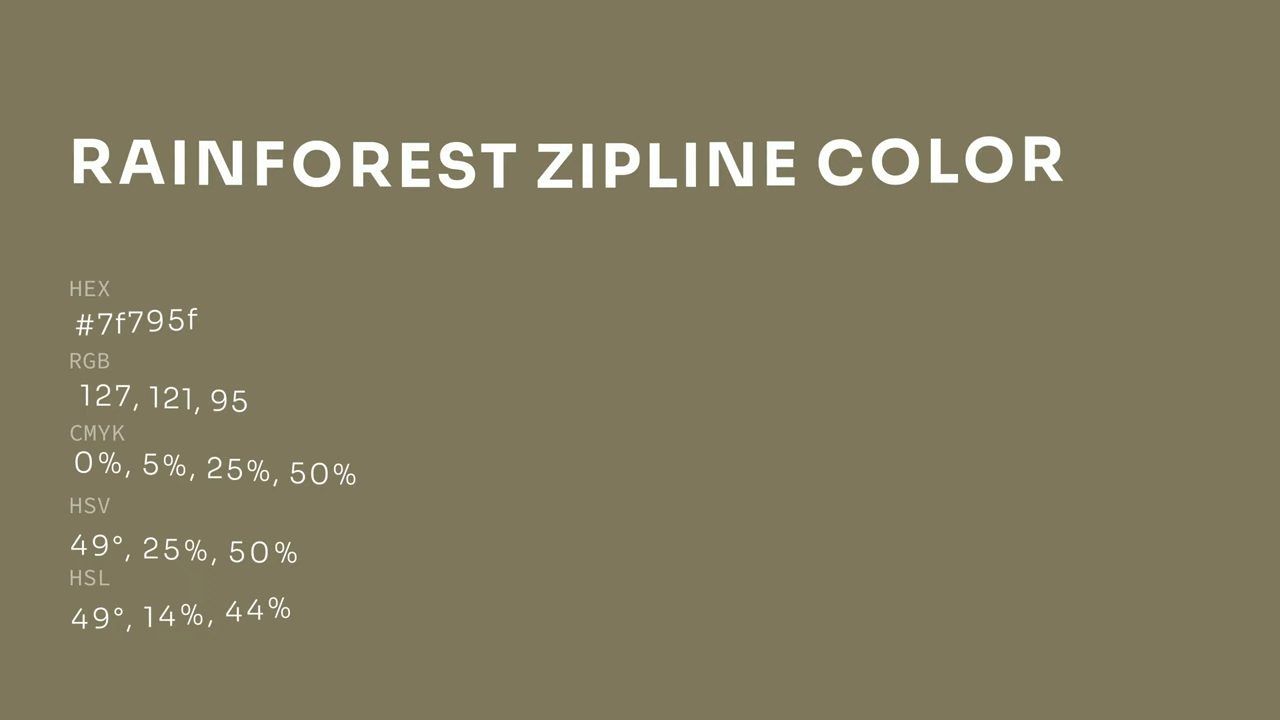 RAINFOREST ZIPLINE COLOR
HEX
#7f795f
RGB
127, 121, 95
CMYK
0%, 5%, 25%, 50%
HSV
49°, 25%, 50%
HSL
49°, 14%, 44%